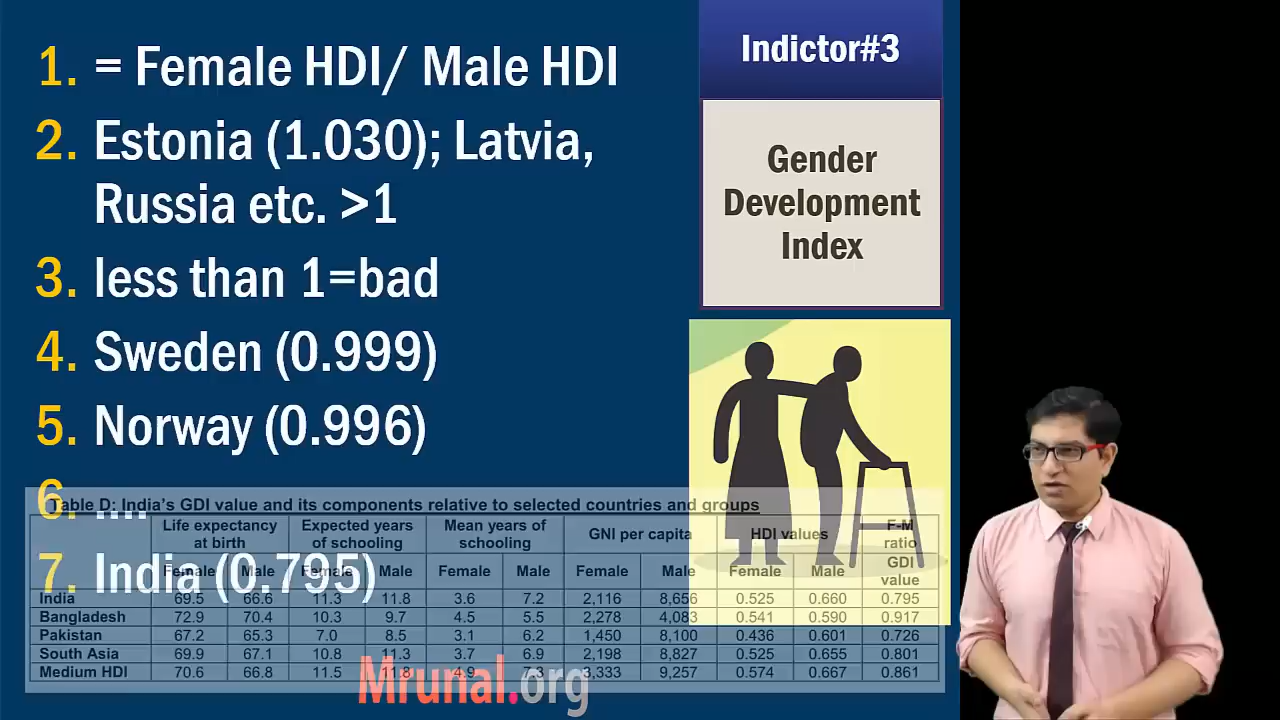 1. = Female HDI/ Male HDI
2. Estonia (1.030); Latvia,
Russia etc. >1
3. less than 1=bad
4. Sweden (0.999)
5. Norway (0.996)
6. ....
7. India (0.795)
Indictor#3
Gender
Development
Index
Table D: India's GDI value and its components relative to selected countries and groups
Life expectancy at birth Expected years of schooling Mean years of schooling GNI per capita HDI values F-M ratio
Female Male Female Male Female Male Female Male Female Male GDI value
India 69.5 66.6 11.3 11.8 3.6 7.2 2,116 8,656 0.525 0.660 0.795
Bangladesh 72.9 70.4 10.3 9.7 4.5 5.5 2,278 4,083 0.541 0.590 0.917
Pakistan 67.2 65.3 7.0 8.5 3.1 6.2 1,450 8,100 0.436 0.601 0.726
South Asia 69.9 67.1 10.8 11.3 3.7 6.9 2,198 8,827 0.525 0.655 0.801
Medium HDI 70.6 66.8 11.5 11.8 4.9 7.3 3,333 9,257 0.574 0.667 0.861
Mrunal.org